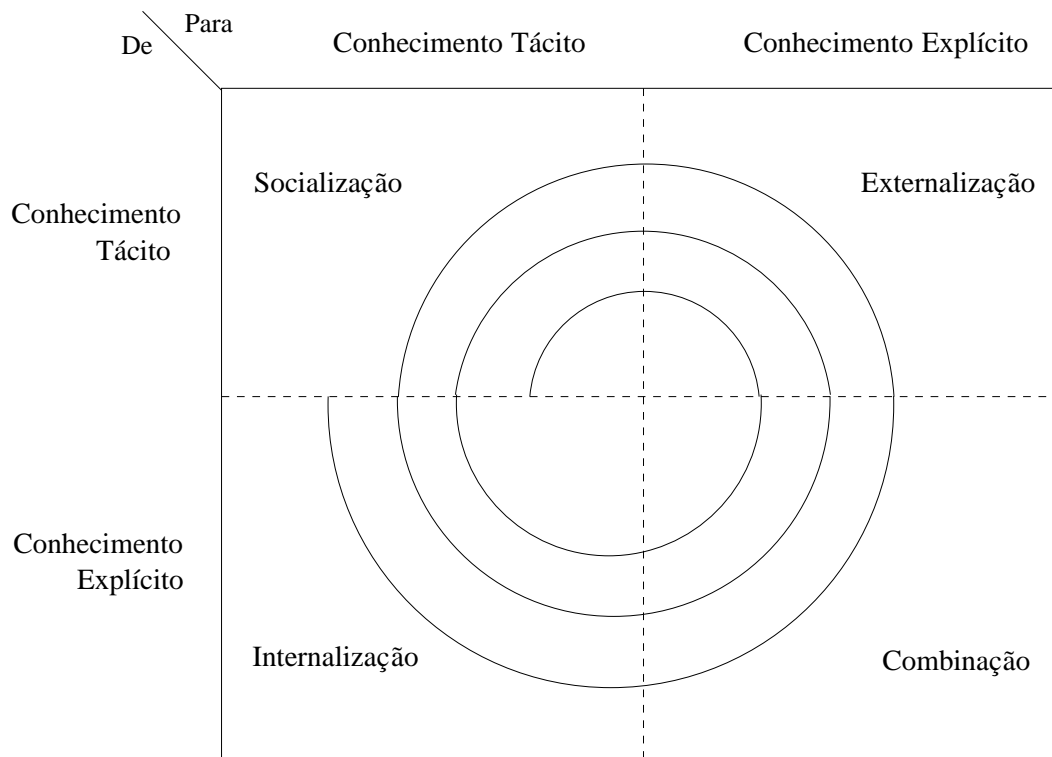 Para
De
Conhecimento Tácito
Conhecimento Explícito
Socialização
Externalização
Conhecimento
Tácito
Conhecimento
Explícito
Internalização
Combinação